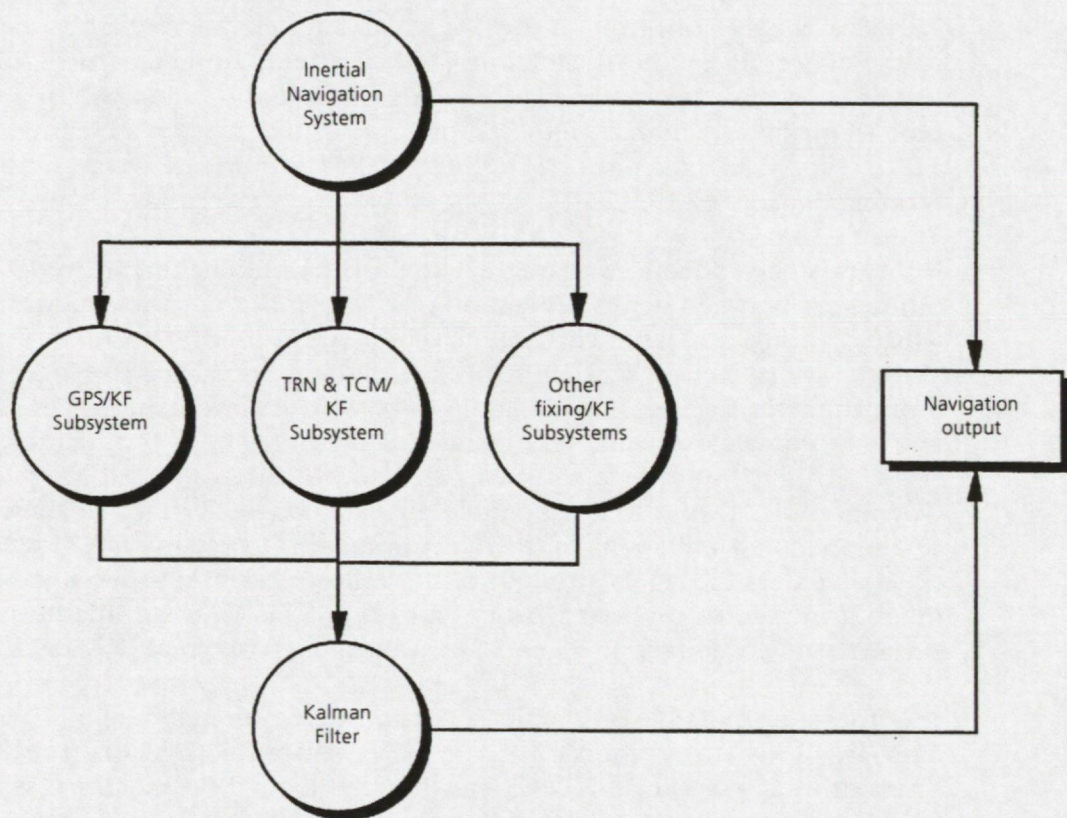 Inertial
Navigation
System
GPS/KF
Subsystem
TRN & TCM/
KF
Subsystem
Other
fixing/KF
Subsystems
Navigation
output
Kalman
Filter